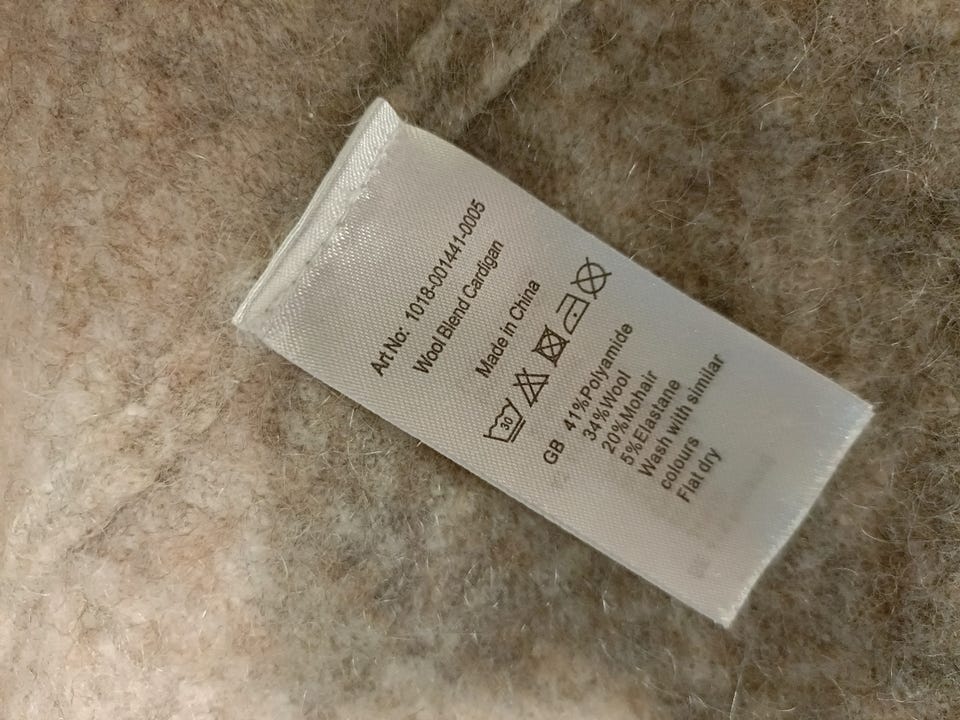 Art No: 1018-001441-0005
Wool Blend Cardigan
Made in China
30
GB 41%Polyamide
34%Wool
20%Mohair
5%Elastane
Wash with similar
colours
Flat dry